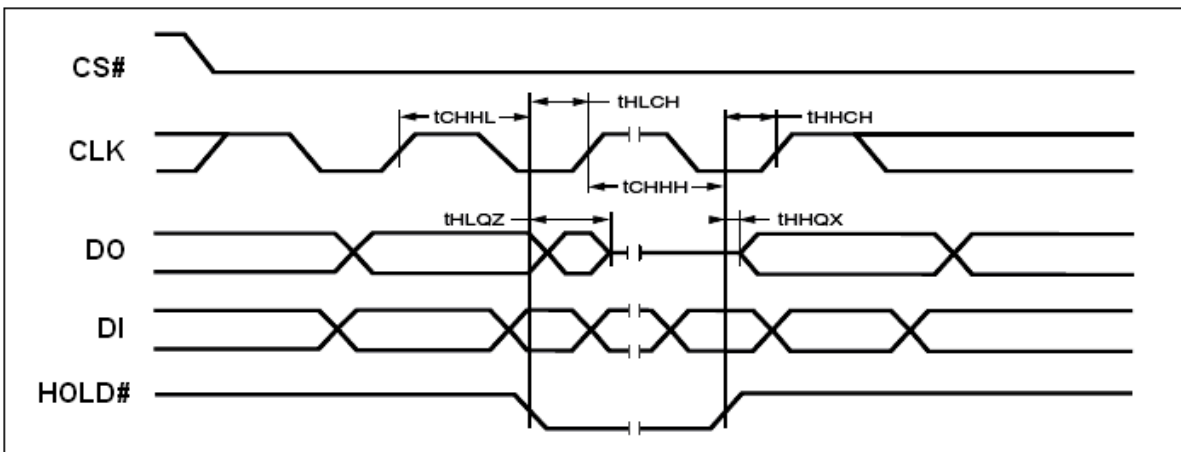 CS#
tCHHL
tHLCH
tHHCH
CLK
tCHHH
tHLQZ
tHHQX
DO
DI
HOLD#